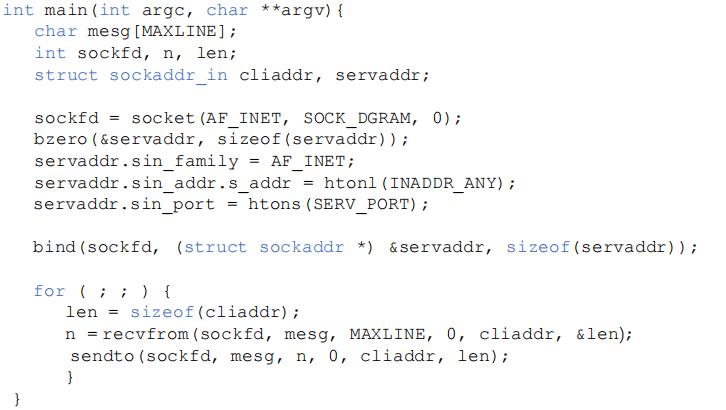 int main(int argc, char **argv){
char mesg[MAXLINE];
int sockfd, n, len;
struct sockaddr_in cliaddr, servaddr;
sockfd = socket(AF_INET, SOCK_DGRAM, 0);
bzero(&servaddr, sizeof(servaddr));
servaddr.sin_family = AF_INET;
servaddr.sin_addr.s_addr = htonl(INADDR_ANY);
servaddr.sin_port = htons(SERV_PORT);
bind(sockfd, (struct sockaddr *) &servaddr, sizeof(servaddr));
for ( ; ; ) {
len = sizeof(cliaddr);
n =recvfrom(sockfd, mesg, MAXLINE, 0, cliaddr, &len);
sendto(sockfd, mesg, n, 0, cliaddr, len);
}
}